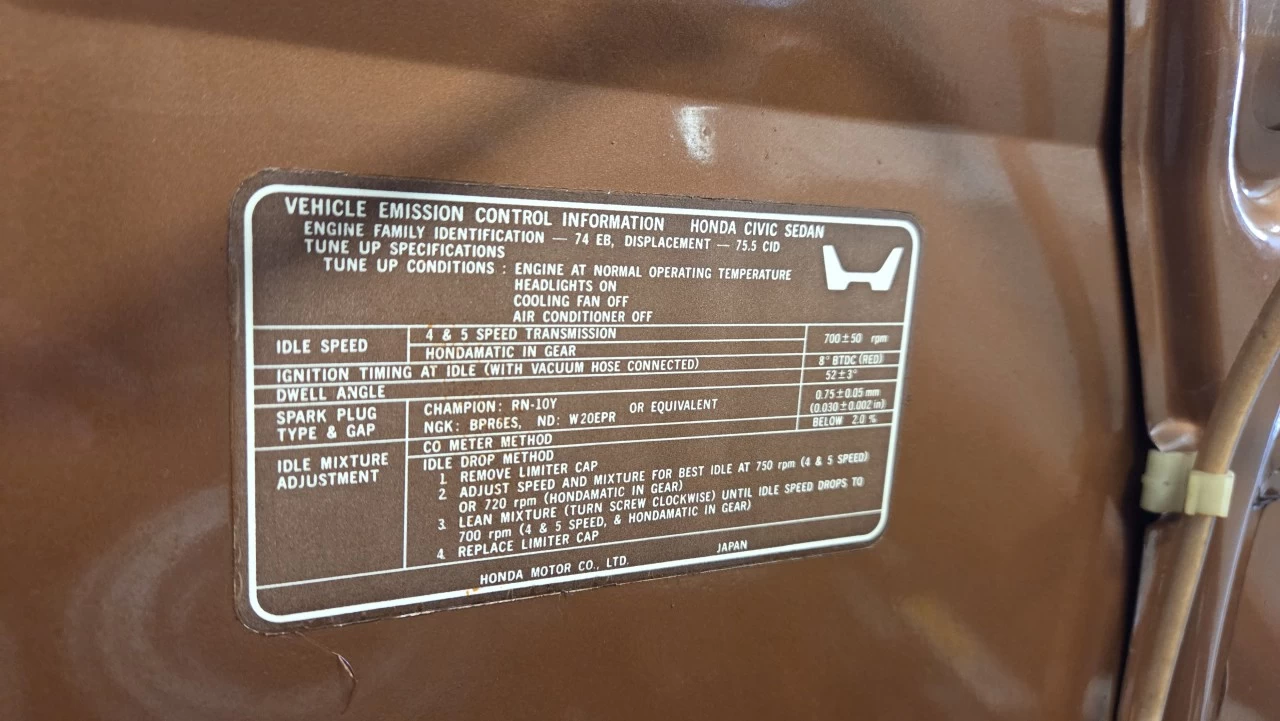 VEHICLE EMISSION CONTROL INFORMATION HONDA CIVIC SEDAN
ENGINE FAMILY IDENTIFICATION — 74 EB, DISPLACEMENT — 75.5 CID
TUNE UP SPECIFICATIONS
TUNE UP CONDITIONS : ENGINE AT NORMAL OPERATING TEMPERATURE
HEADLIGHTS ON
COOLING FAN OFF
AIR CONDITIONER OFF
IDLE SPEED
4 & 5 SPEED TRANSMISSION
HONDAMATIC IN GEAR
700±50 rpm
IGNITION TIMING AT IDLE (WITH VACUUM HOSE CONNECTED) 8° BTDC (RED)
DWELL ANGLE 52±3°
SPARK PLUG
TYPE & GAP
CHAMPION: RN-10Y
NGK: BPR6ES, ND: W20EPR OR EQUIVALENT
0.75±0.05 mm
(0.030±0.002 in)
IDLE MIXTURE
ADJUSTMENT
CO METER METHOD BELOW 2.0 %
IDLE DROP METHOD
1. REMOVE LIMITER CAP
2. ADJUST SPEED AND MIXTURE FOR BEST IDLE AT 750 rpm (4 & 5 SPEED)
OR 720 rpm (HONDAMATIC IN GEAR)
3. LEAN MIXTURE (TURN SCREW CLOCKWISE) UNTIL IDLE SPEED DROPS TO
700 rpm (4 & 5 SPEED, & HONDAMATIC IN GEAR)
4. REPLACE LIMITER CAP
HONDA MOTOR CO., LTD. JAPAN